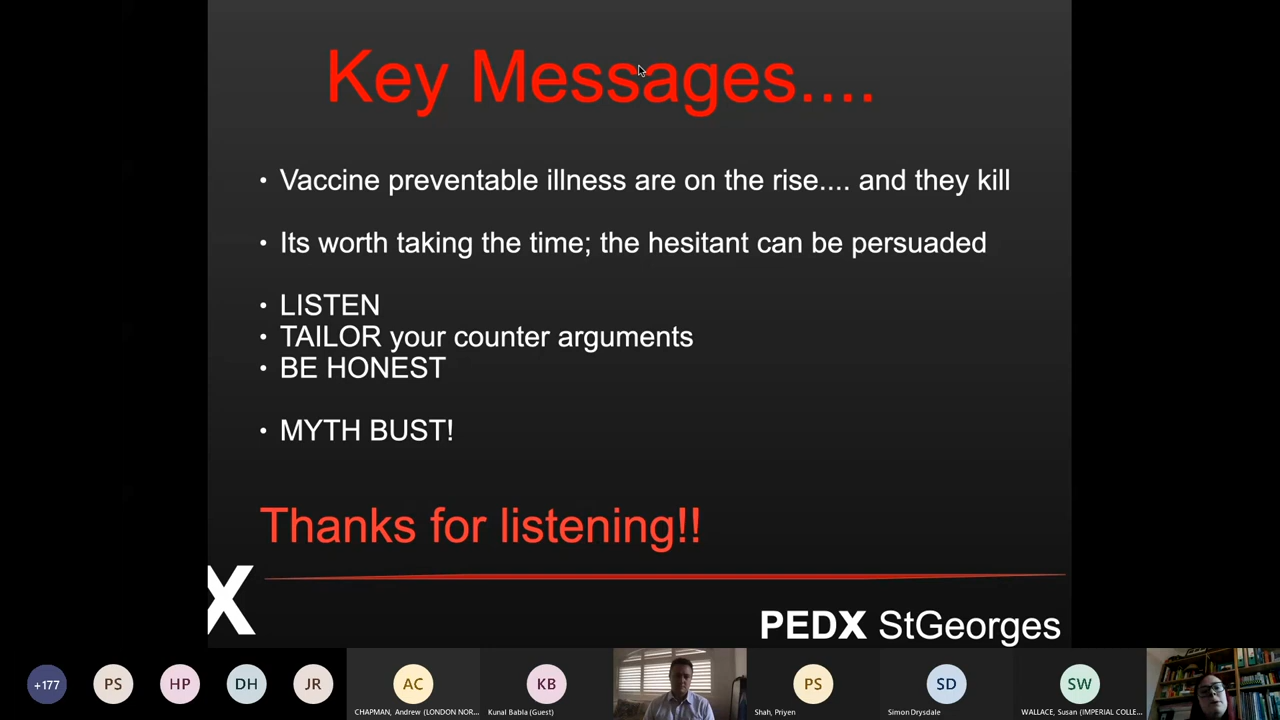 Key Messages....
• Vaccine preventable illness are on the rise.... and they kill
• Its worth taking the time; the hesitant can be persuaded
• LISTEN
• TAILOR your counter arguments
• BE HONEST
• MYTH BUST!
Thanks for listening!!
X
PEDX StGeorges
+177
PS
HP
DH
JR
AC
KB
PS
SD
SW
CHAPMAN, Andrew (LONDON NOR...
Kunal Babla (Guest)
Shah, Priyen
Simon Drysdale
WALLACE, Susan (IMPERIAL COLLE...